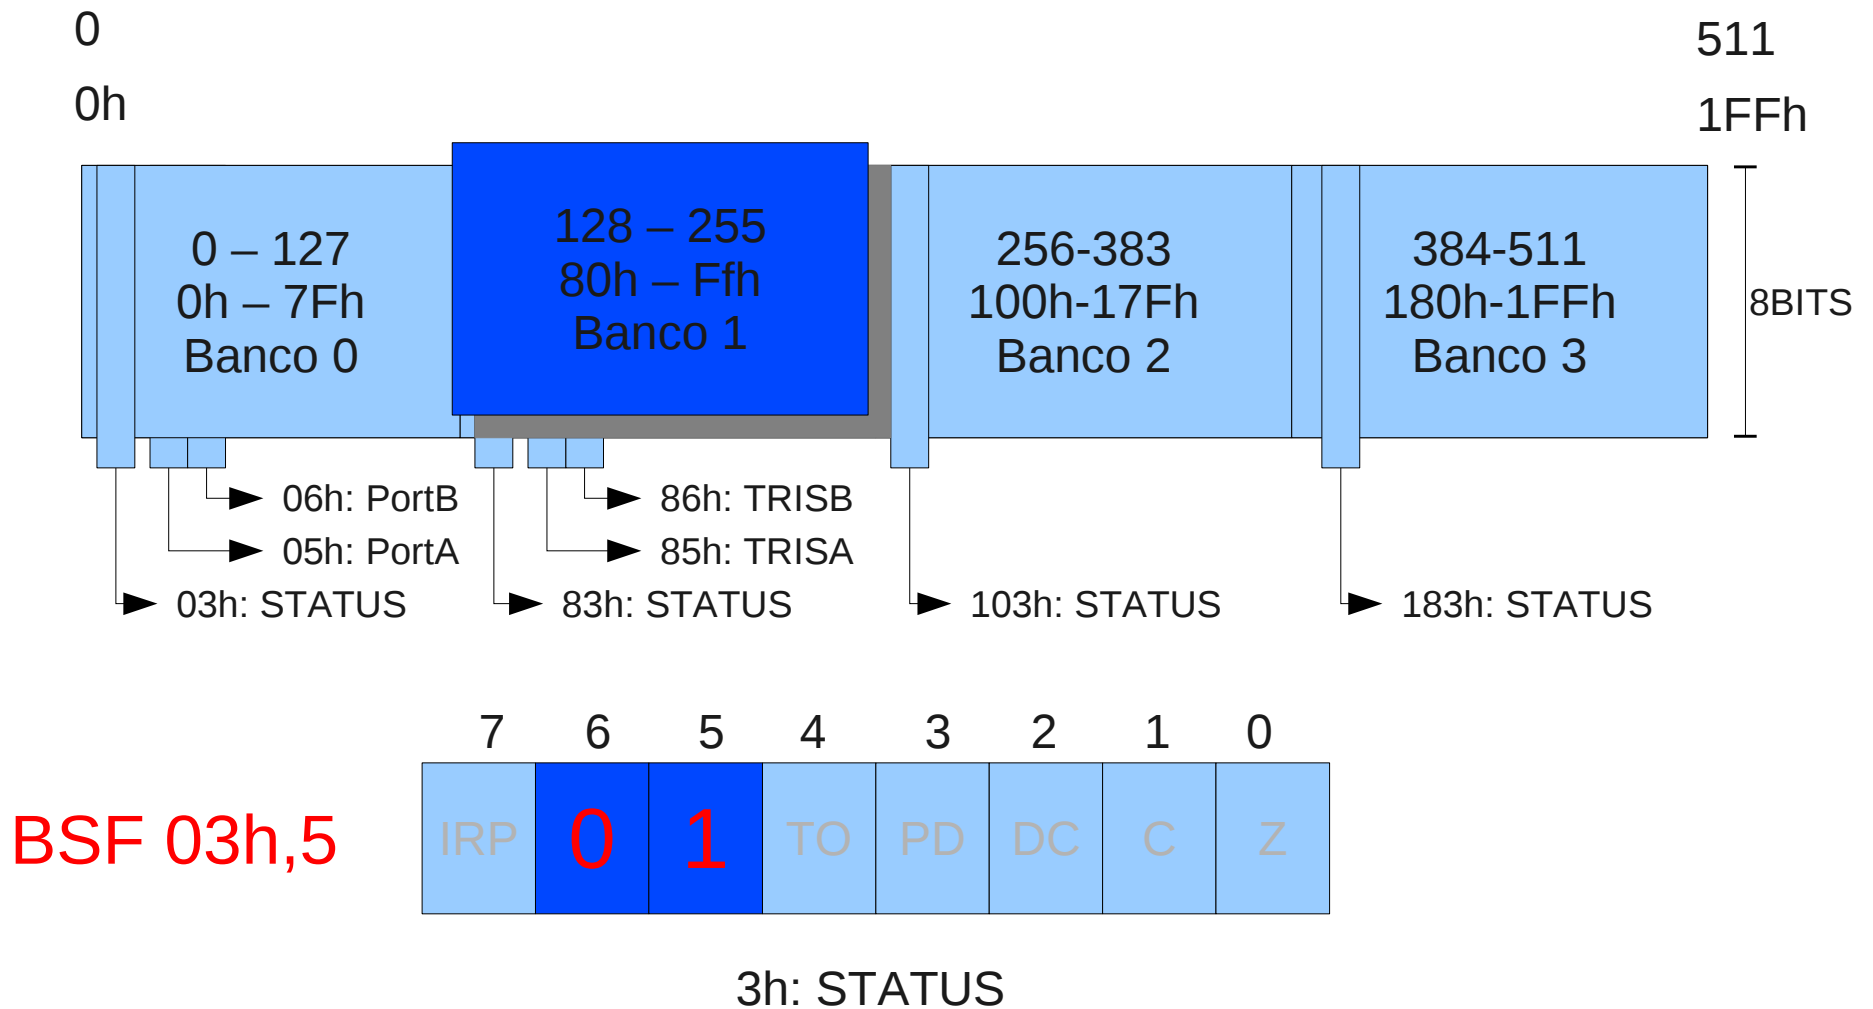 0
511
0h
1FFh
0 – 127
0h – 7Fh
Banco 0
128 – 255
80h – Ffh
Banco 1
256-383
100h-17Fh
Banco 2
384-511
180h-1FFh
Banco 3
8BITS
06h: PortB
05h: PortA
03h: STATUS
86h: TRISB
85h: TRISA
83h: STATUS
103h: STATUS
183h: STATUS
7 6 5 4 3 2 1 0
BSF 03h,5
IRP 0 1 TO PD DC C Z
3h: STATUS